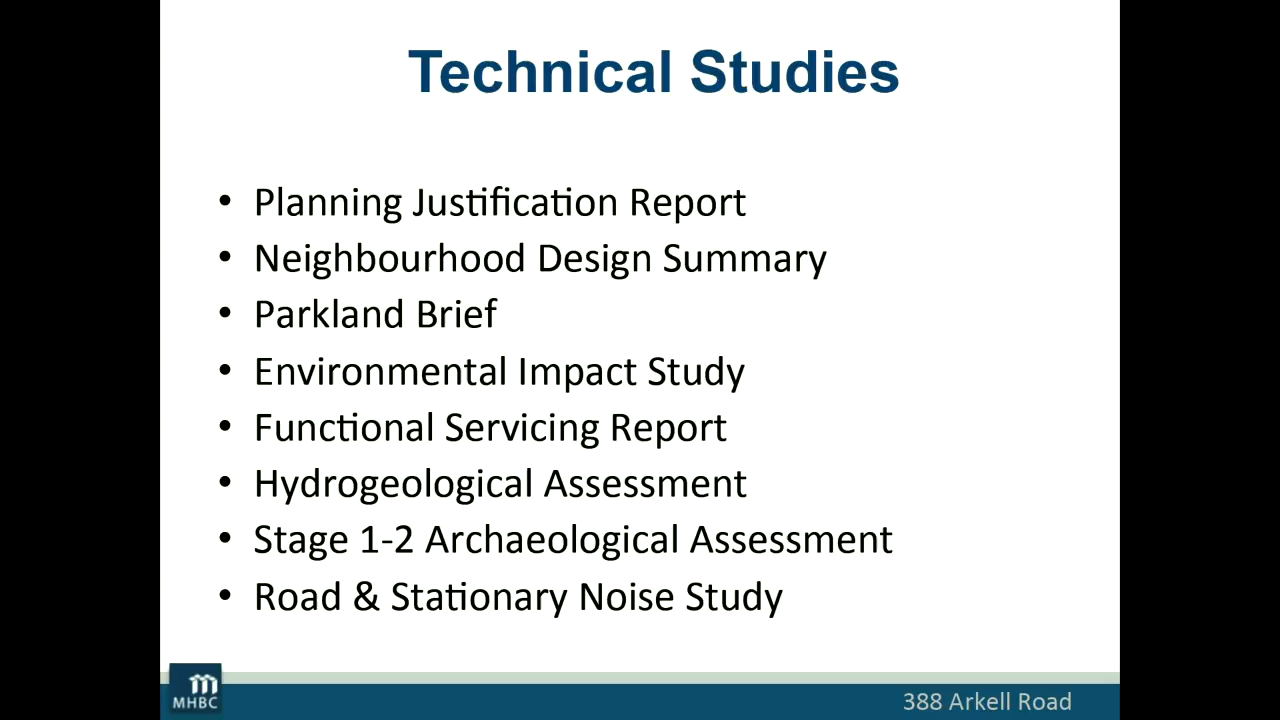 Technical Studies
• Planning Justification Report
• Neighbourhood Design Summary
• Parkland Brief
• Environmental Impact Study
• Functional Servicing Report
• Hydrogeological Assessment
• Stage 1-2 Archaeological Assessment
• Road & Stationary Noise Study
MHBC
388 Arkell Road